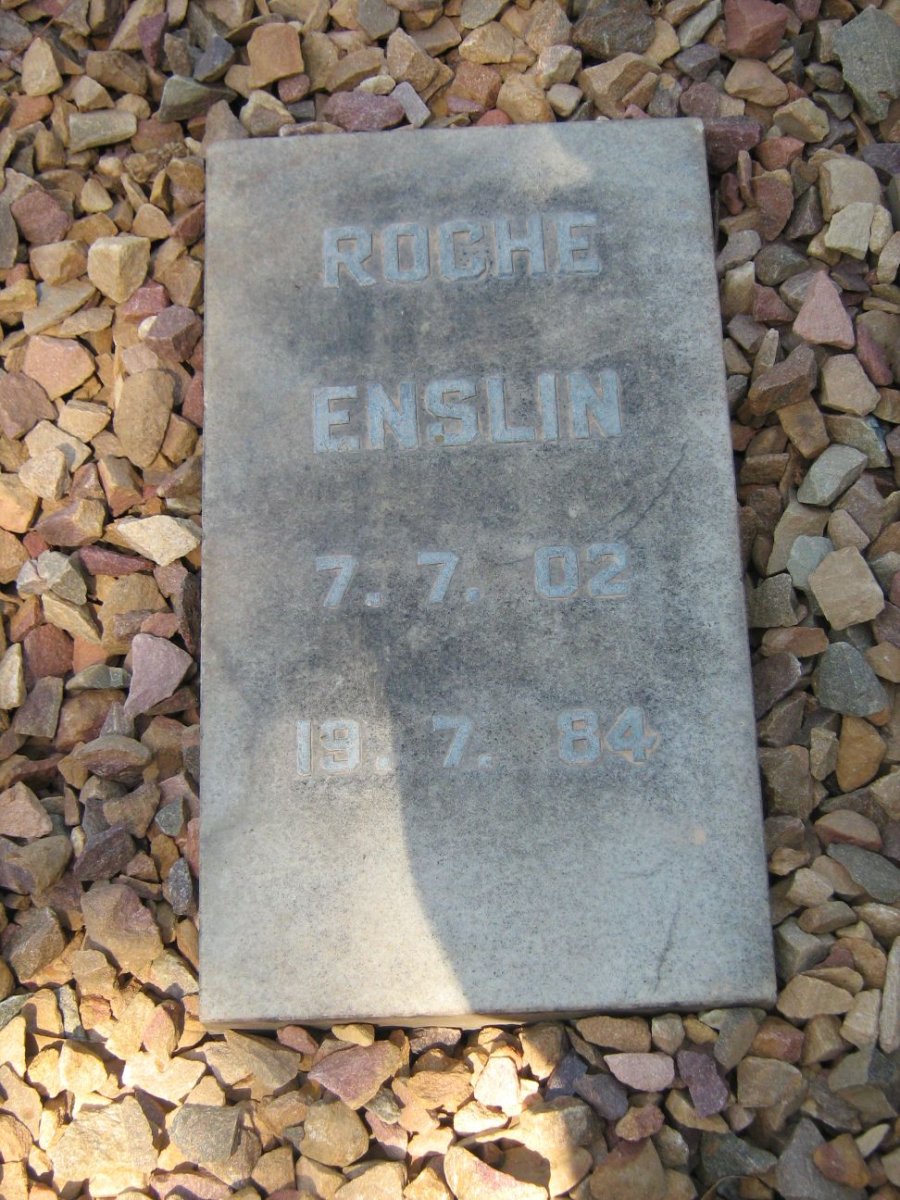 ROCHE
ENSLIN
7. 7. 02
19. 7. 84